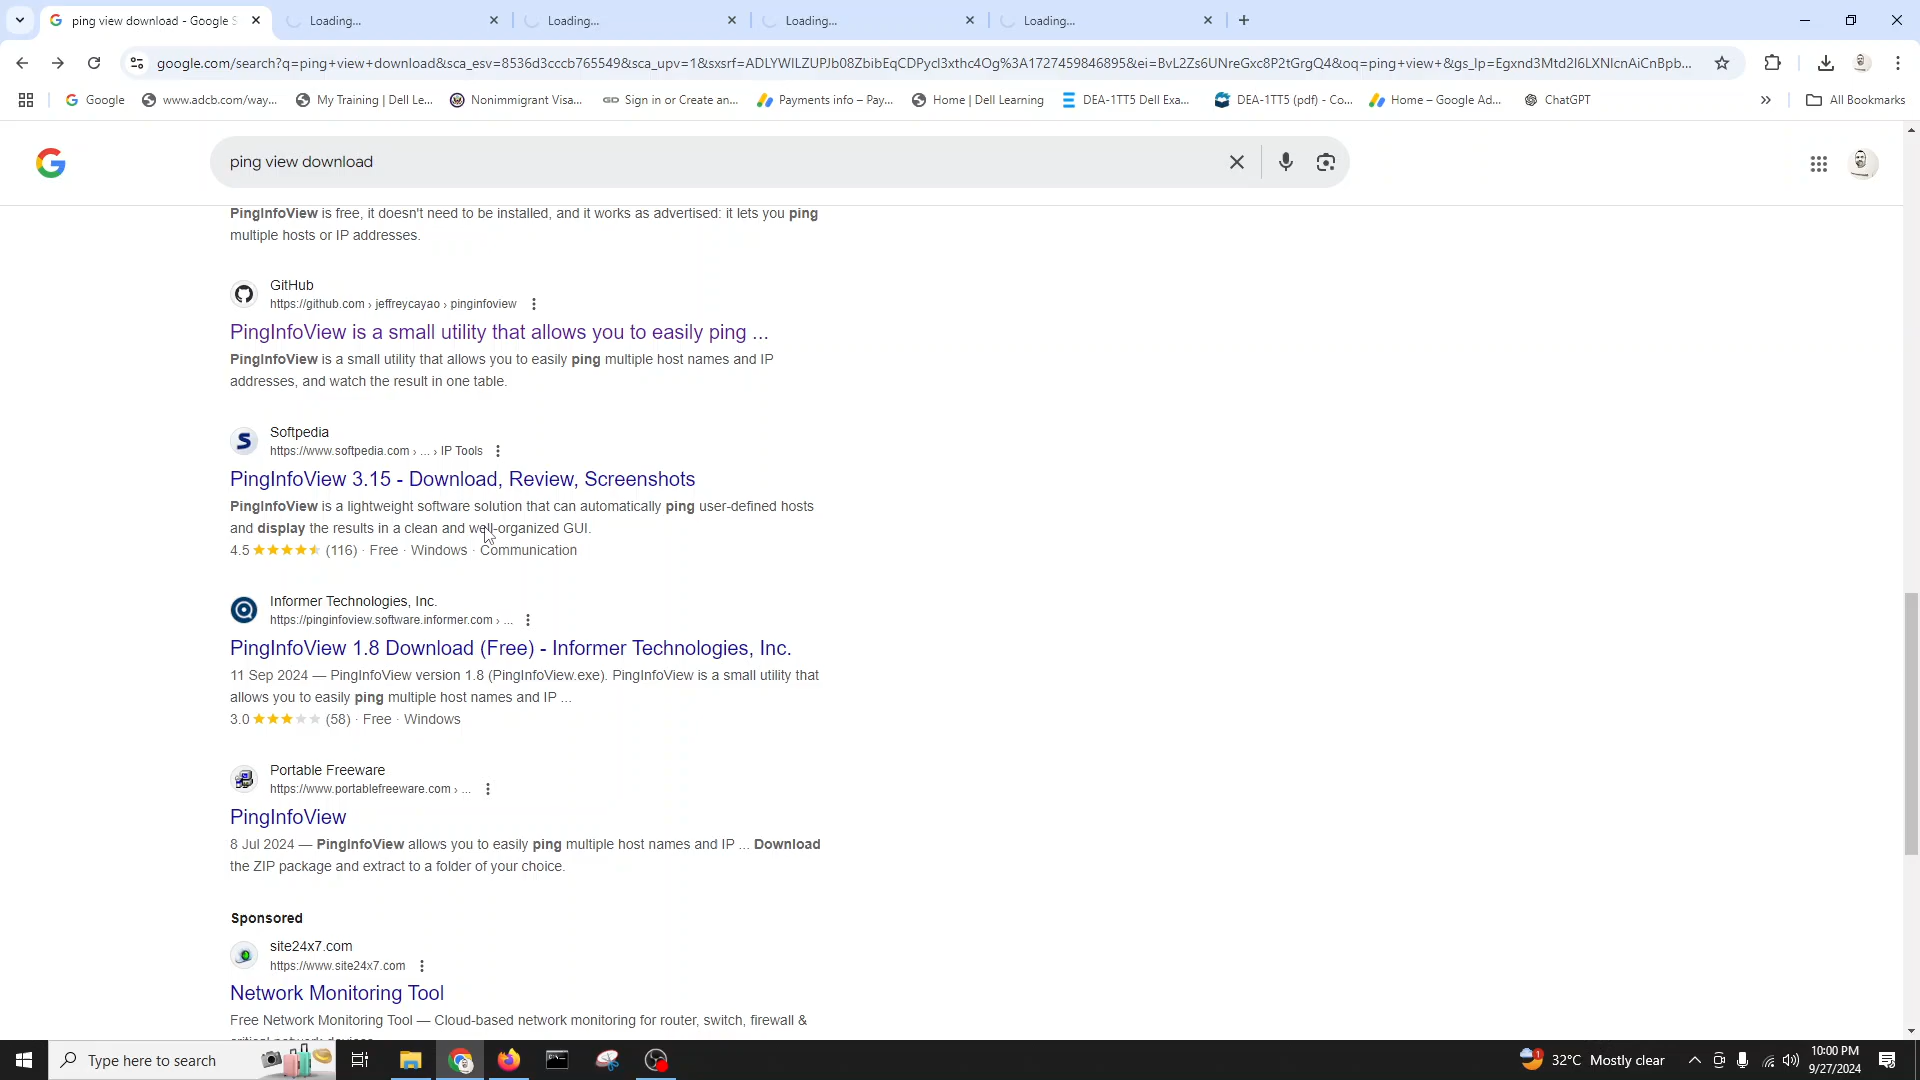 ping view download - Google S
Loading...
Loading...
Loading...
Loading...
google.com/search?q=ping+view+download&sca_esv=8536d3cccb765549&sca_upv=1&sxsrf=ADLYWILZUPJb08ZbibEqCDPycl3xthc4Og%3A1727459846895&ei=BvL2Zs6UNreGxc8P2tGrgQ4&oq=ping+view+&gs_lp=Egxnd3Mtd2l6LXNlcnAiCnBpb...
Google
www.adcb.com/way...
My Training | Dell Le...
Nonimmigrant Visa...
Sign in or Create an...
Payments info – Pay...
Home | Dell Learning
DEA-1TT5 Dell Exa...
DEA-1TT5 (pdf) - Co...
Home – Google Ad...
ChatGPT
»
All Bookmarks
ping view download
PingInfoView is free, it doesn't need to be installed, and it works as advertised: it lets you ping
multiple hosts or IP addresses.
GitHub
https://github.com › jeffreycayao › pinginfoview
PingInfoView is a small utility that allows you to easily ping ...
PingInfoView is a small utility that allows you to easily ping multiple host names and IP
addresses, and watch the result in one table.
Softpedia
https://www.softpedia.com › ... › IP Tools
PingInfoView 3.15 - Download, Review, Screenshots
PingInfoView is a lightweight software solution that can automatically ping user-defined hosts
and display the results in a clean and well-organized GUI.
4.5 (116) · Free · Windows · Communication
Informer Technologies, Inc.
https://pinginfoview.software.informer.com › ...
PingInfoView 1.8 Download (Free) - Informer Technologies, Inc.
11 Sep 2024 — PingInfoView version 1.8 (PingInfoView.exe). PingInfoView is a small utility that
allows you to easily ping multiple host names and IP ...
3.0 (58) · Free · Windows
Portable Freeware
https://www.portablefreeware.com › ...
PingInfoView
8 Jul 2024 — PingInfoView allows you to easily ping multiple host names and IP ... Download
the ZIP package and extract to a folder of your choice.
Sponsored
site24x7.com
https://www.site24x7.com
Network Monitoring Tool
Free Network Monitoring Tool — Cloud-based network monitoring for router, switch, firewall &
Type here to search
32°C Mostly clear
10:00 PM
9/27/2024